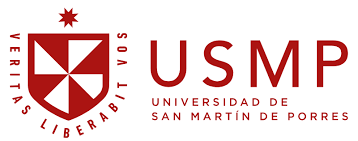 VERITAS LIBERABIT VOS
USMP
UNIVERSIDAD DE
SAN MARTÍN DE PORRES